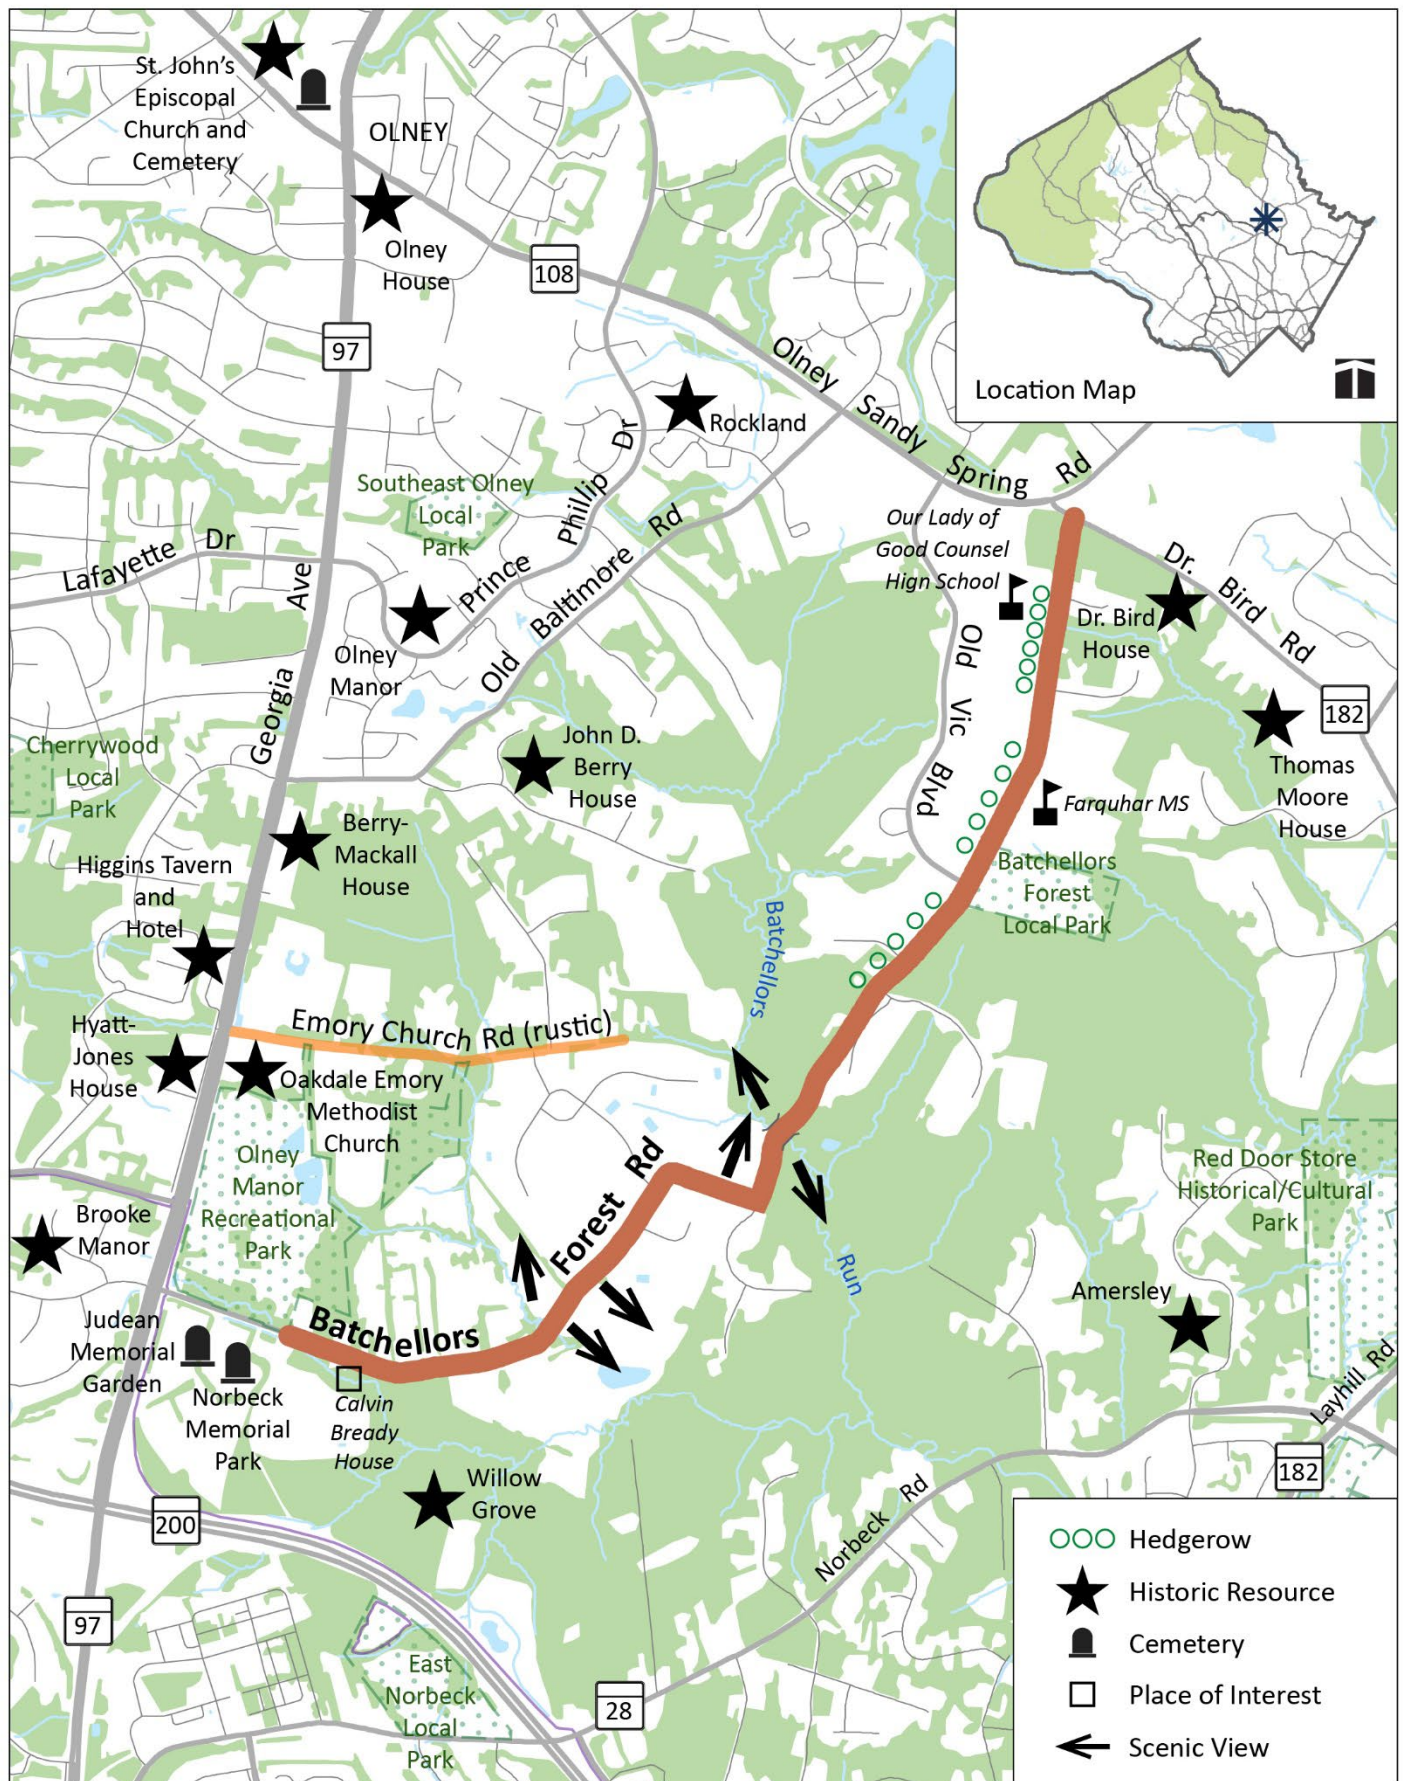 St. John's
Episcopal
Church and
Cemetery
OLNEY
Olney
House
108
97
Location Map
Olney Sandy Spring Rd
Rockland
Southeast Olney
Local
Park
Prince Phillip Dr
Lafayette Dr
Georgia Ave
Old Baltimore Rd
Olney
Manor
Our Lady of
Good Counsel
Hign School
Dr. Bird
House
Dr. Bird Rd
182
Old Vic Blvd
Thomas
Moore
House
Farquhar MS
Cherrywood
Local
Park
John D.
Berry
House
Berry-
Mackall
House
Higgins Tavern
and
Hotel
Batchellors
Forest
Local Park
Batchellors Run
Emory Church Rd (rustic)
Hyatt-
Jones
House
Oakdale Emory
Methodist
Church
Olney
Manor
Recreational
Park
Brooke
Manor
Batchellors Forest Rd
Red Door Store
Historical/Cultural
Park
Amersley
Judean
Memorial
Garden
Norbeck
Memorial
Park
Calvin
Bready
House
Willow
Grove
Layhill Rd
182
Norbeck Rd
200
97
28
East
Norbeck
Local
Park
Hedgerow
Historic Resource
Cemetery
Place of Interest
Scenic View